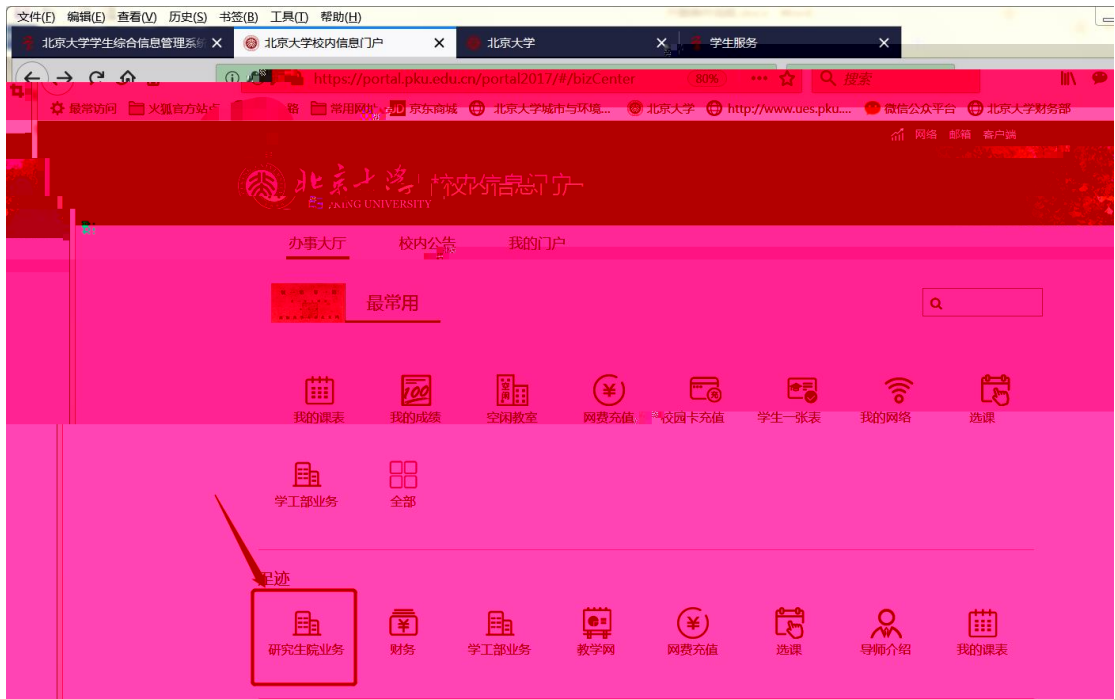 文件(F) 编辑(E) 查看(V) 历史(S) 书签(B) 工具(T) 帮助(H)
北京大学学生综合信息管理系统 北京大学校内信息门户 北京大学 学生服务
https://portal.pku.edu.cn/portal2017/#/bizCenter 80% 搜索
最常访问 火狐官方站点 常用网址 京东商城 北京大学城市与环境... 北京大学 http://www.ues.pku.... 微信公众平台 北京大学财务部
网络 邮箱 客户端
北京大学 校内信息门户
PEKING UNIVERSITY
办事大厅 校内公告 我的门户
最常用
我的课表 我的成绩 空闲教室 网费充值 校园卡充值 学生一张表 我的网络 选课
学工部业务 全部
足迹
研究生院业务 财务 学工部业务 教学网 网费充值 选课 导师介绍 我的课表